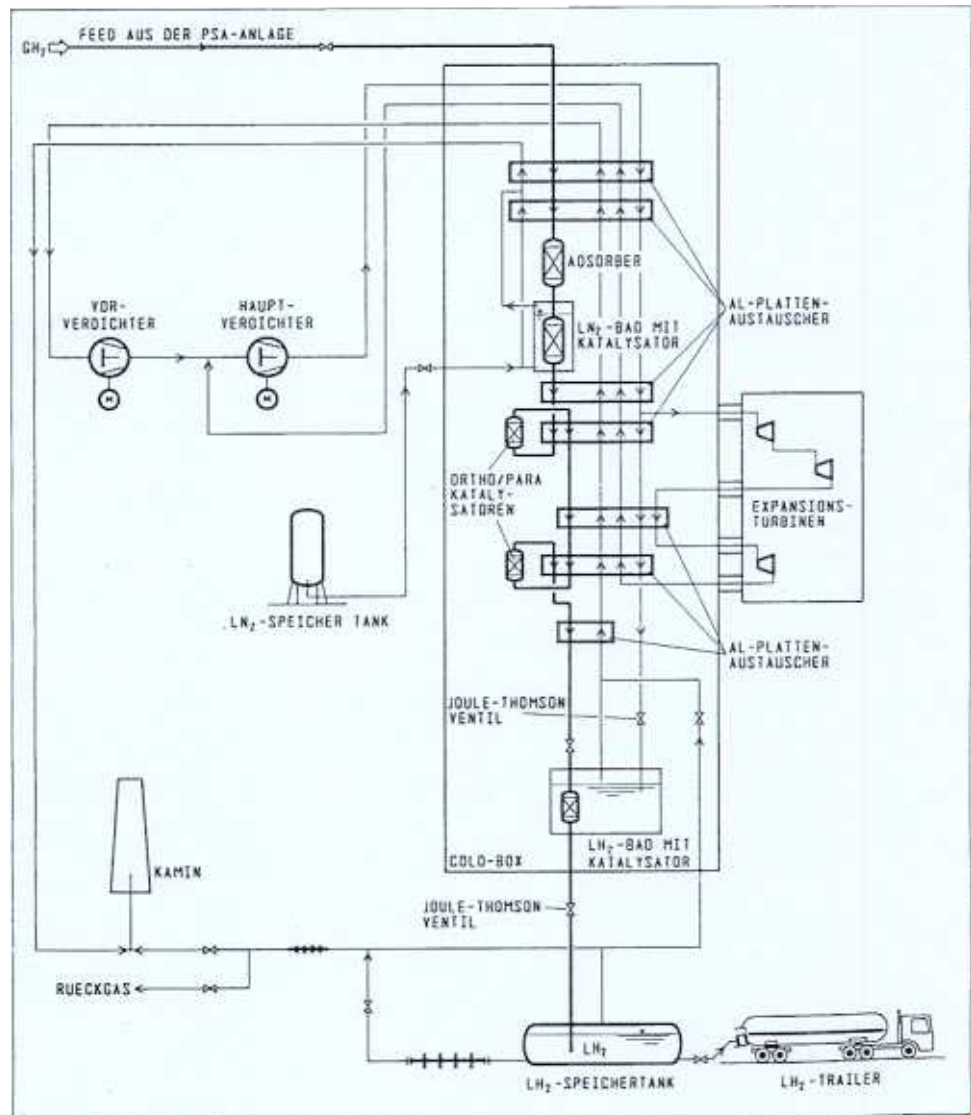 FEED AUS DER PSA-ANLAGE
GH₂
ADSORBER
VOR-
VERDICHTER
HAUPT-
VERDICHTER
AL-PLATTEN-
AUSTAUSCHER
LN₂-BAD MIT
KATALYSATOR
M
M
ORTHO/PARA
KATALY-
SATOREN
EXPANSIONS-
TURBINEN
LN₂-SPEICHER TANK
AL-PLATTEN-
AUSTAUSCHER
JOULE-THOMSON
VENTIL
LH₂-BAD MIT
KATALYSATOR
COLD-BOX
KAMIN
JOULE-THOMSON
VENTIL
RUECKGAS
LH₂
LH₂-SPEICHERTANK
LH₂-TRAILER